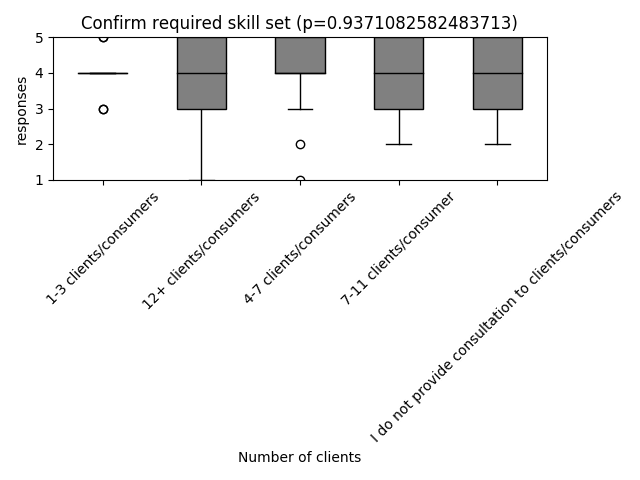 Confirm required skill set (p=0.9371082582483713)
5
4
3
2
1
responses
1-3 clients/consumers
12+ clients/consumers
4-7 clients/consumers
7-11 clients/consumer
I do not provide consultation to clients/consumers
Number of clients